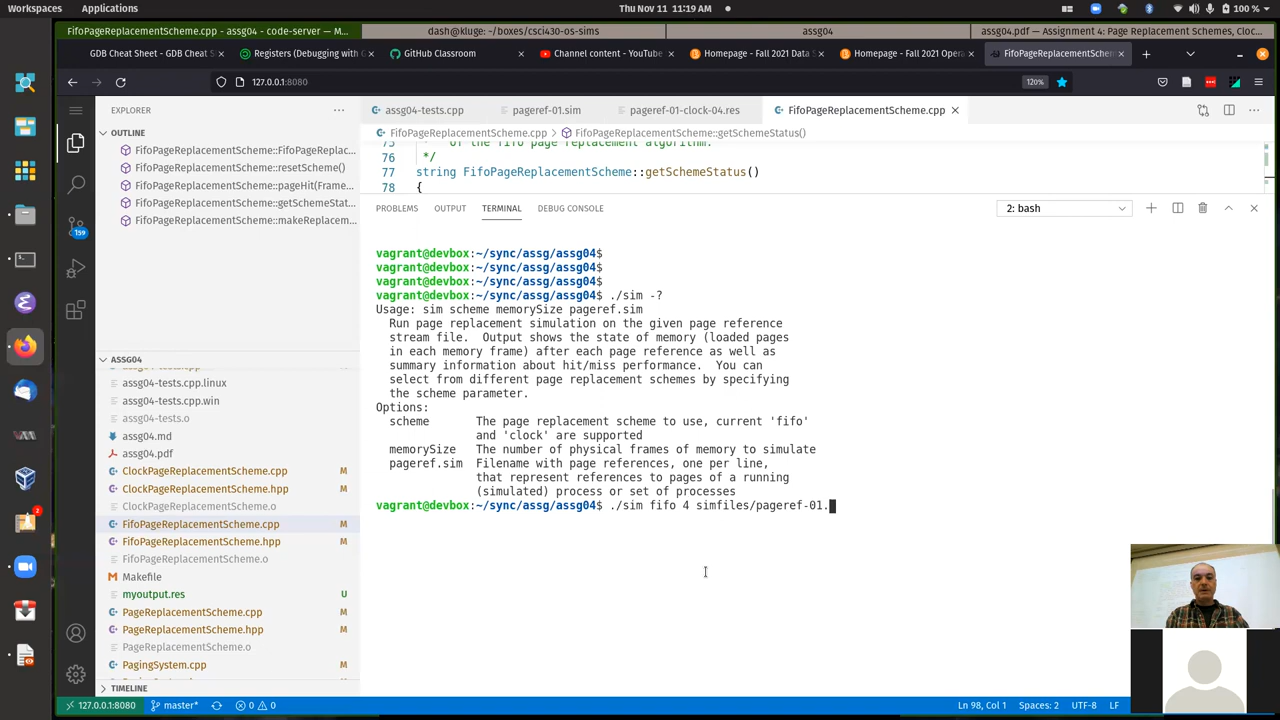 Workspaces Applications Thu Nov 11 11:19 AM 100 %
FifoPageReplacementScheme.cpp - assg04 - code-server — M... dash@kluge: ~/boxes/csci430-os-sims assg04 assg04.pdf — Assignment 4: Page Replacement Schemes, Cloc...
GDB Cheat Sheet - GDB Cheat S Registers (Debugging with G GitHub Classroom Channel content - YouTube Homepage - Fall 2021 Data S Homepage - Fall 2021 Opera FifoPageReplacementSchem
127.0.0.1:8080 120%
EXPLORER assg04-tests.cpp pageref-01.sim pageref-01-clock-04.res FifoPageReplacementScheme.cpp
OUTLINE FifoPageReplacementScheme.cpp > FifoPageReplacementScheme::getSchemeStatus()
FifoPageReplacementScheme::FifoPageReplac...
FifoPageReplacementScheme::resetScheme()
FifoPageReplacementScheme::pageHit(Frame...
FifoPageReplacementScheme::getSchemeStat...
FifoPageReplacementScheme::makeReplacem...
75 * of the fifo page replacement algorithm.
76 */
77 string FifoPageReplacementScheme::getSchemeStatus()
78 {
159
PROBLEMS OUTPUT TERMINAL DEBUG CONSOLE 2: bash
vagrant@devbox:~/sync/assg/assg04$
vagrant@devbox:~/sync/assg/assg04$
vagrant@devbox:~/sync/assg/assg04$
vagrant@devbox:~/sync/assg/assg04$ ./sim -?
Usage: sim scheme memorySize pageref.sim
Run page replacement simulation on the given page reference
stream file. Output shows the state of memory (loaded pages
in each memory frame) after each page reference as well as
summary information about hit/miss performance. You can
select from different page replacement schemes by specifying
the scheme parameter.
Options:
scheme The page replacement scheme to use, current 'fifo'
and 'clock' are supported
memorySize The number of physical frames of memory to simulate
pageref.sim Filename with page references, one per line,
that represent references to pages of a running
(simulated) process or set of processes
vagrant@devbox:~/sync/assg/assg04$ ./sim fifo 4 simfiles/pageref-01.
ASSG04
assg04-tests.cpp.linux
assg04-tests.cpp.win
assg04-tests.o
assg04.md
assg04.pdf
ClockPageReplacementScheme.cpp M
ClockPageReplacementScheme.hpp M
ClockPageReplacementScheme.o
FifoPageReplacementScheme.cpp M
FifoPageReplacementScheme.hpp M
FifoPageReplacementScheme.o
Makefile
myoutput.res U
PageReplacementScheme.cpp M
PageReplacementScheme.hpp M
PageReplacementScheme.o
PagingSystem.cpp M
2
TIMELINE
127.0.0.1:8080 master* 0 0 Ln 98, Col 1 Spaces: 2 UTF-8 LF